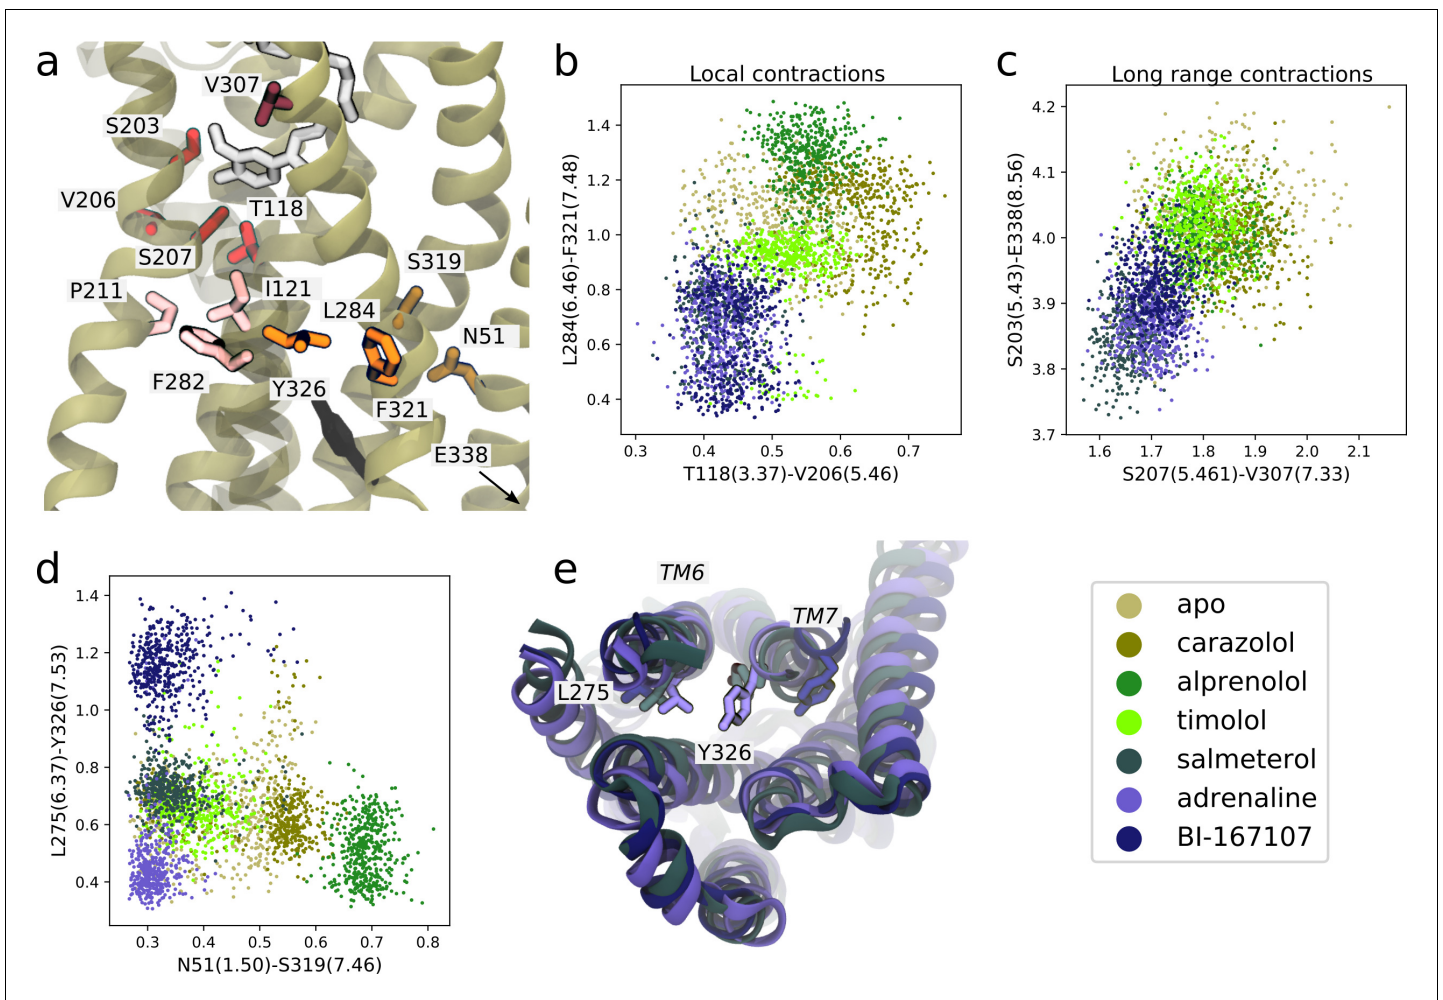 a
V307
S203
V206
T118
S207
S319
P211
I121
L284
N51
F282
Y326
F321
E338
b
Local contractions
L284(6.46)-F321(7.48)
1.4
1.2
1.0
0.8
0.6
0.4
0.3 0.4 0.5 0.6 0.7
T118(3.37)-V206(5.46)
c
Long range contractions
S203(5.43)-E338(8.56)
4.2
4.1
4.0
3.9
3.8
3.7
1.6 1.7 1.8 1.9 2.0 2.1
S207(5.461)-V307(7.33)
d
L275(6.37)-Y326(7.53)
1.4
1.2
1.0
0.8
0.6
0.4
0.3 0.4 0.5 0.6 0.7 0.8
N51(1.50)-S319(7.46)
e
TM6
TM7
L275
Y326
apo
carazolol
alprenolol
timolol
salmeterol
adrenaline
BI-167107